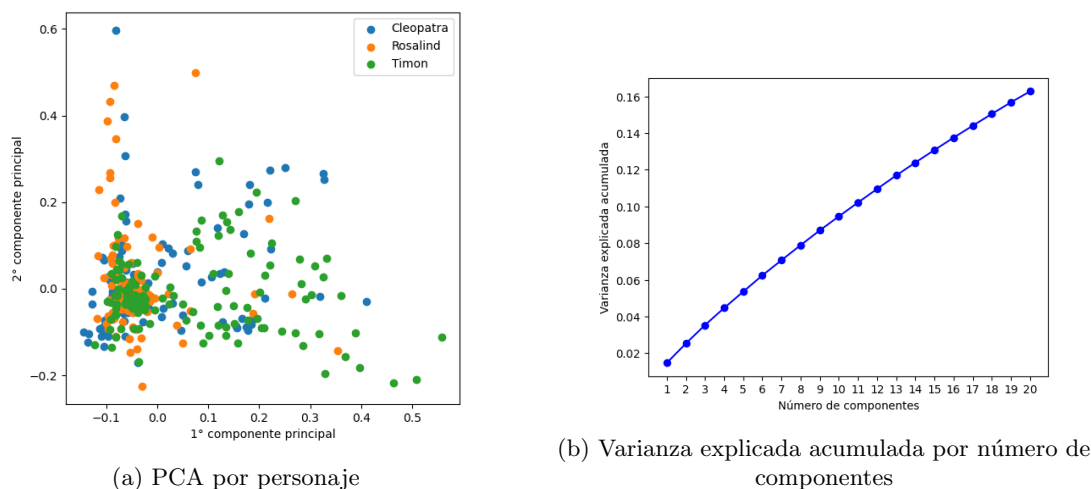 0.6
0.4
0.2
0.0
−0.2
2° componente principal
Cleopatra
Rosalind
Timon
−0.1 0.0 0.1 0.2 0.3 0.4 0.5
1° componente principal
(a) PCA por personaje
0.16
0.14
0.12
0.10
0.08
0.06
0.04
0.02
Varianza explicada acumulada
1 2 3 4 5 6 7 8 9 10 11 12 13 14 15 16 17 18 19 20
Número de componentes
(b) Varianza explicada acumulada por número de
componentes